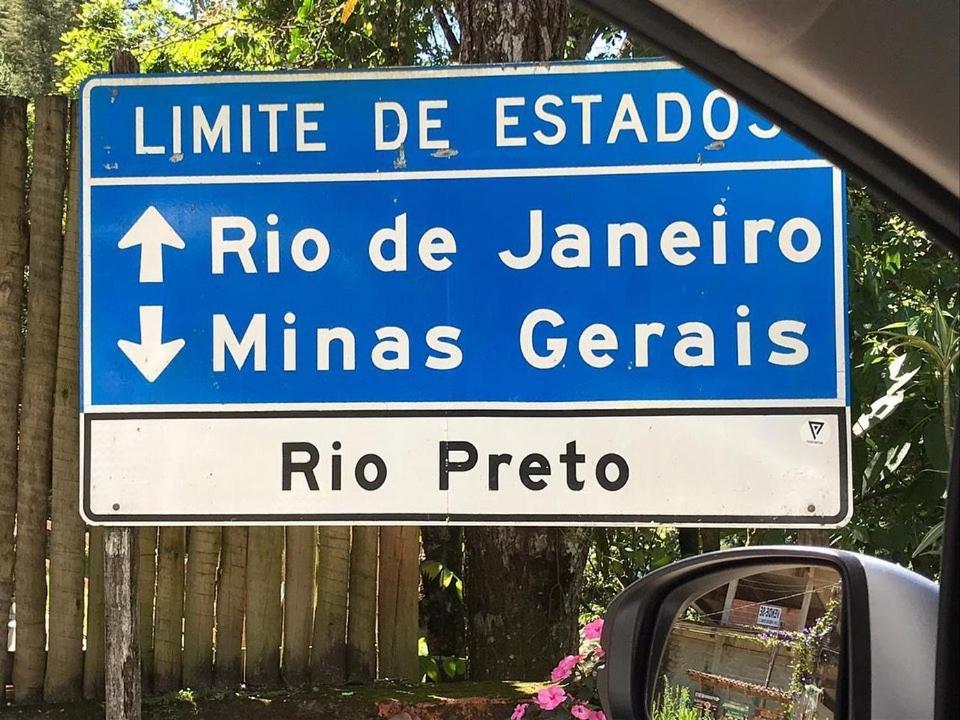 LIMITE DE ESTADOS
Rio de Janeiro
Minas Gerais
Rio Preto